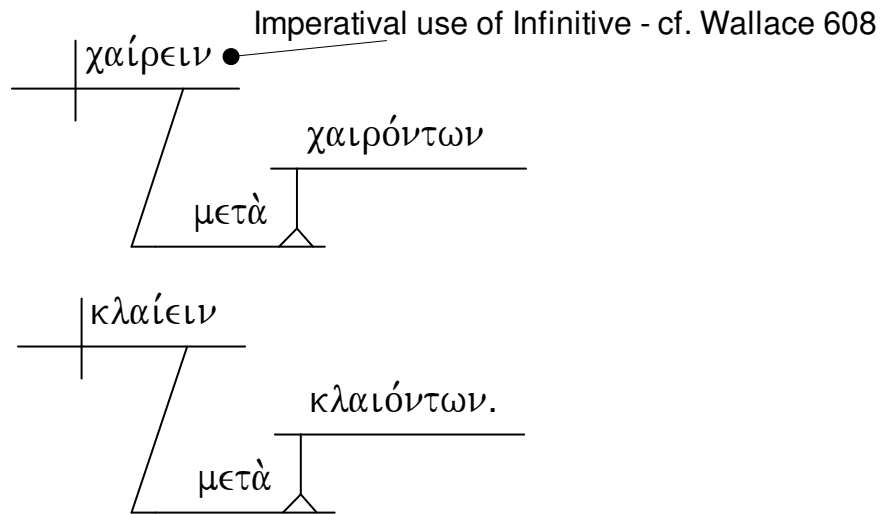 Imperatival use of Infinitive - cf. Wallace 608
χαίρειν
χαιρόντων
μετὰ
κλαίειν
κλαιόντων.
μετὰ